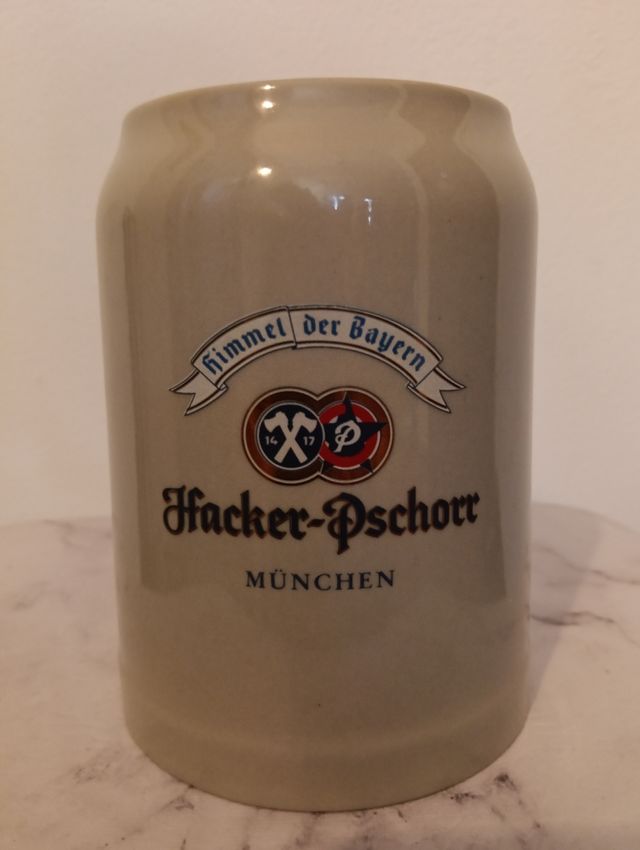 Himmel der Bayern
14 17 P
Hacker-Pschorr
MÜNCHEN